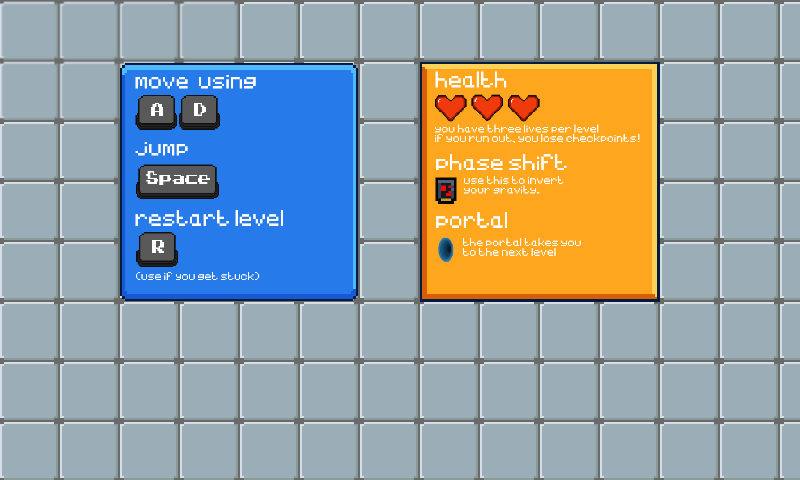 move using
A D
jump
Space
restart level
R
(use if you get stuck)
health
you have three lives per level
if you run out, you lose checkpoints!
phase shift
use this to invert
your gravity.
portal
the portal takes you
to the next level